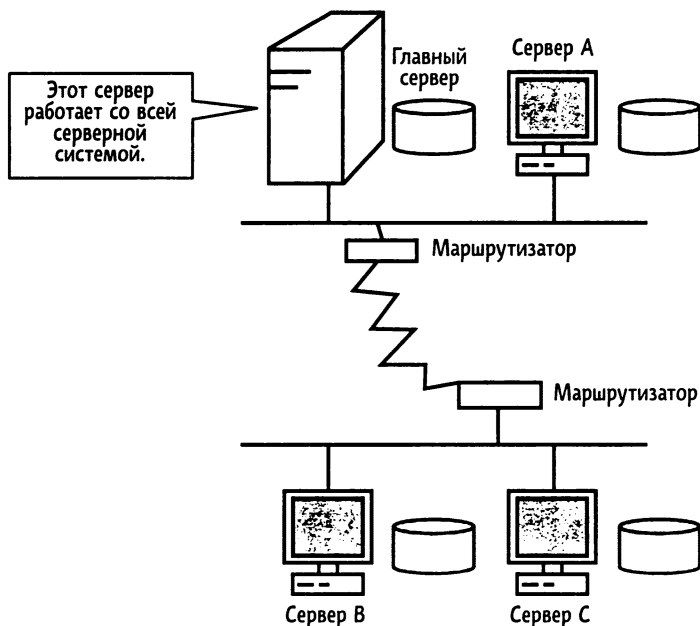 Этот сервер
работает со всей
серверной
системой.
Главный
сервер
Сервер А
Маршрутизатор
Маршрутизатор
Сервер В
Сервер С